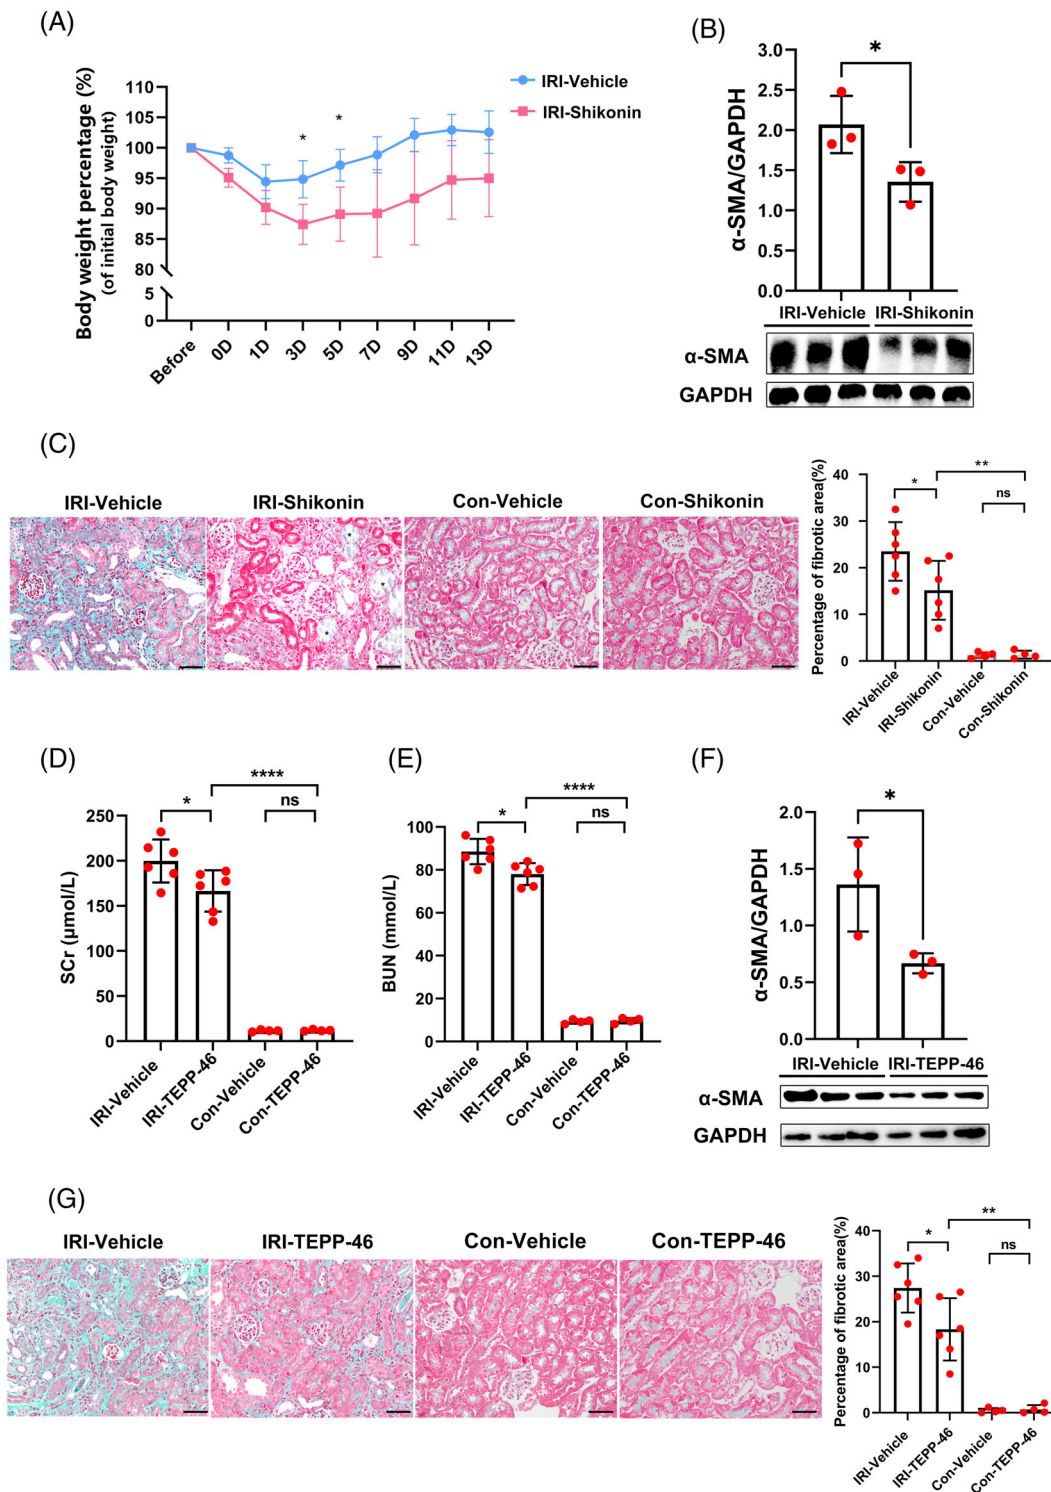 (A)
Body weight percentage (%)
(of initial body weight)
110
105
100
95
90
85
80
5
0
Before
0D
1D
3D
5D
7D
9D
11D
13D
* *
IRI-Vehicle
IRI-Shikonin
(B)
α-SMA/GAPDH
3.0
2.5
2.0
1.5
1.0
0.5
0.0
*
IRI-Vehicle IRI-Shikonin
α-SMA
GAPDH
(C)
IRI-Vehicle IRI-Shikonin Con-Vehicle Con-Shikonin
* * *
Percentage of fibrotic area(%)
40
30
20
10
0
* ** ns
IRI-Vehicle
IRI-Shikonin
Con-Vehicle
Con-Shikonin
(D)
SCr (μmol/L)
250
200
150
100
50
0
* **** ns
IRI-Vehicle
IRI-TEPP-46
Con-Vehicle
Con-TEPP-46
(E)
BUN (mmol/L)
100
80
60
40
20
0
* **** ns
IRI-Vehicle
IRI-TEPP-46
Con-Vehicle
Con-TEPP-46
(F)
α-SMA/GAPDH
2.0
1.5
1.0
0.5
0.0
*
IRI-Vehicle IRI-TEPP-46
α-SMA
GAPDH
(G)
IRI-Vehicle IRI-TEPP-46 Con-Vehicle Con-TEPP-46
Percentage of fibrotic area(%)
40
30
20
10
0
* ** ns
IRI-Vehicle
IRI-TEPP-46
Con-Vehicle
Con-TEPP-46